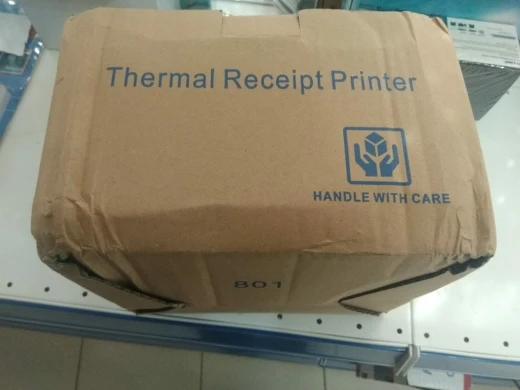 Thermal Receipt Printer
HANDLE WITH CARE
801